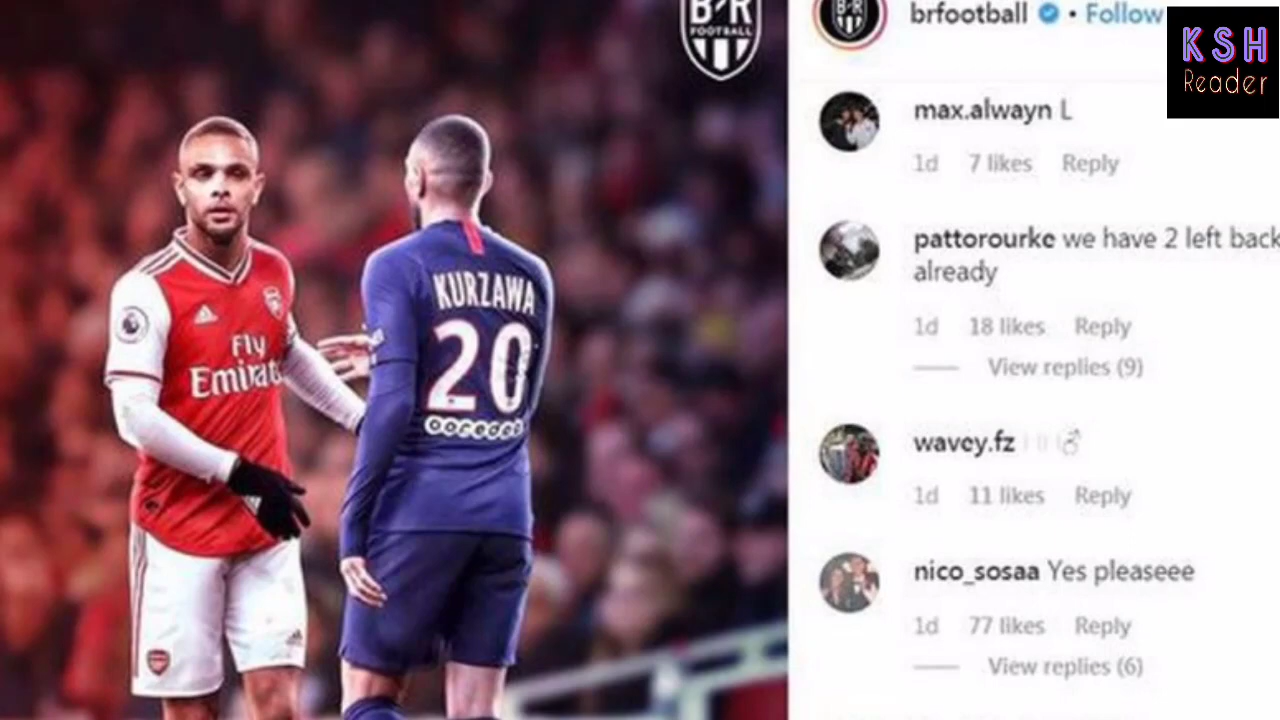 B/R
FOOTBALL
Fly
Emirates
KURZAWA
20
ooredoo
brfootball • Follow
KSH
Reader
max.alwayn L
1d 7 likes Reply
pattorourke we have 2 left back
already
1d 18 likes Reply
View replies (9)
wavey.fz
1d 11 likes Reply
nico_sosaa Yes pleaseee
1d 77 likes Reply
View replies (6)